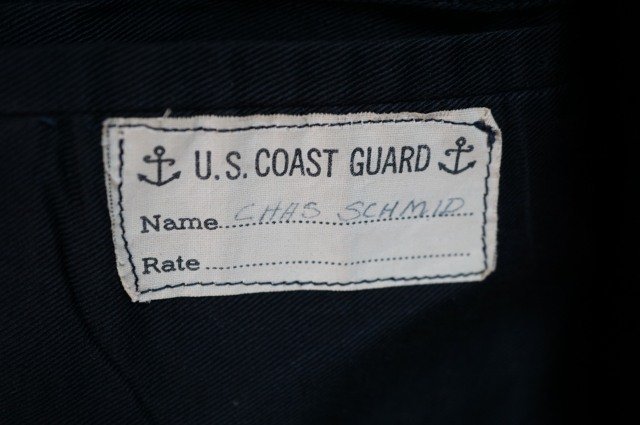 U.S. COAST GUARD
Name CHAS SCHMID
Rate